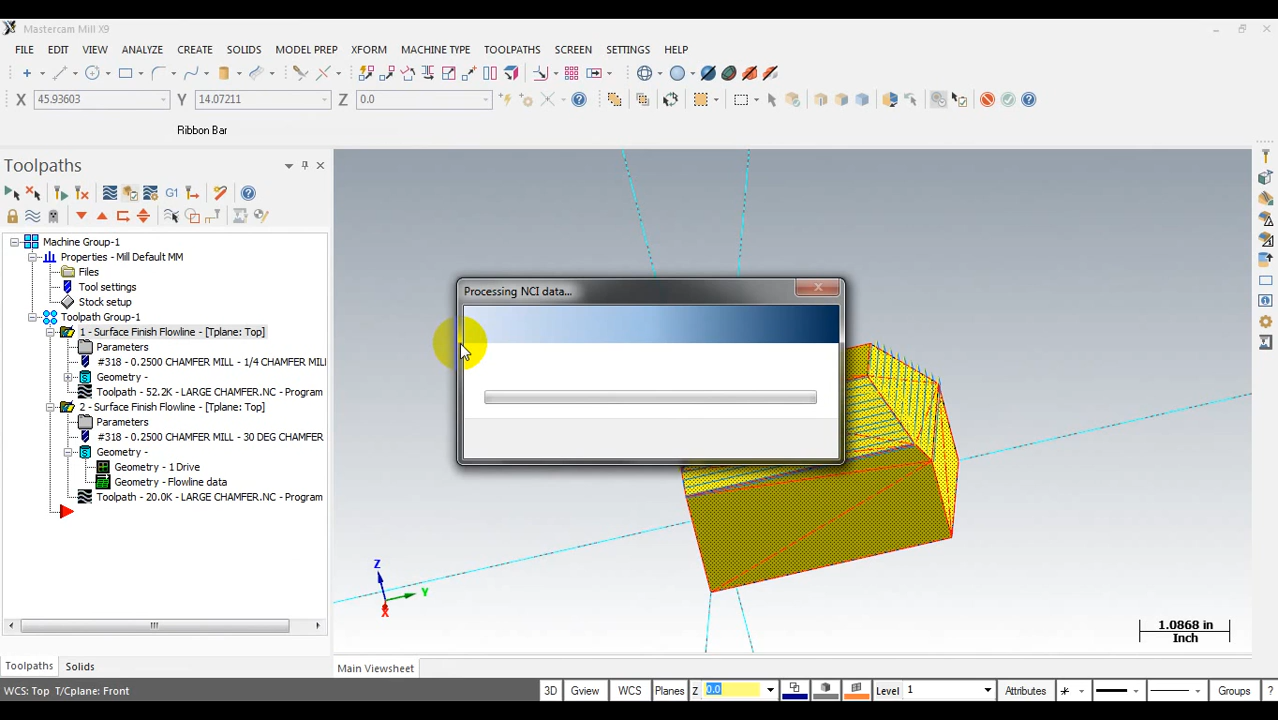 Mastercam Mill X9
FILE EDIT VIEW ANALYZE CREATE SOLIDS MODEL PREP XFORM MACHINE TYPE TOOLPATHS SCREEN SETTINGS HELP
X 45.93603 Y 14.07211 Z 0.0
Ribbon Bar
Toolpaths
G1
Machine Group-1
Properties - Mill Default MM
Files
Tool settings
Stock setup
Toolpath Group-1
1 - Surface Finish Flowline - [Tplane: Top]
Parameters
#318 - 0.2500 CHAMFER MILL - 1/4 CHAMFER MILL
Geometry -
Toolpath - 52.2K - LARGE CHAMFER.NC - Program
2 - Surface Finish Flowline - [Tplane: Top]
Parameters
#318 - 0.2500 CHAMFER MILL - 30 DEG CHAMFER
Geometry -
Geometry - 1 Drive
Geometry - Flowline data
Toolpath - 20.0K - LARGE CHAMFER.NC - Program
Processing NCI data...
Z
Y
X
1.0868 in
Inch
Toolpaths Solids
Main Viewsheet
WCS: Top T/Cplane: Front
3D Gview WCS Planes Z 0.0 Level 1 Attributes Groups ?